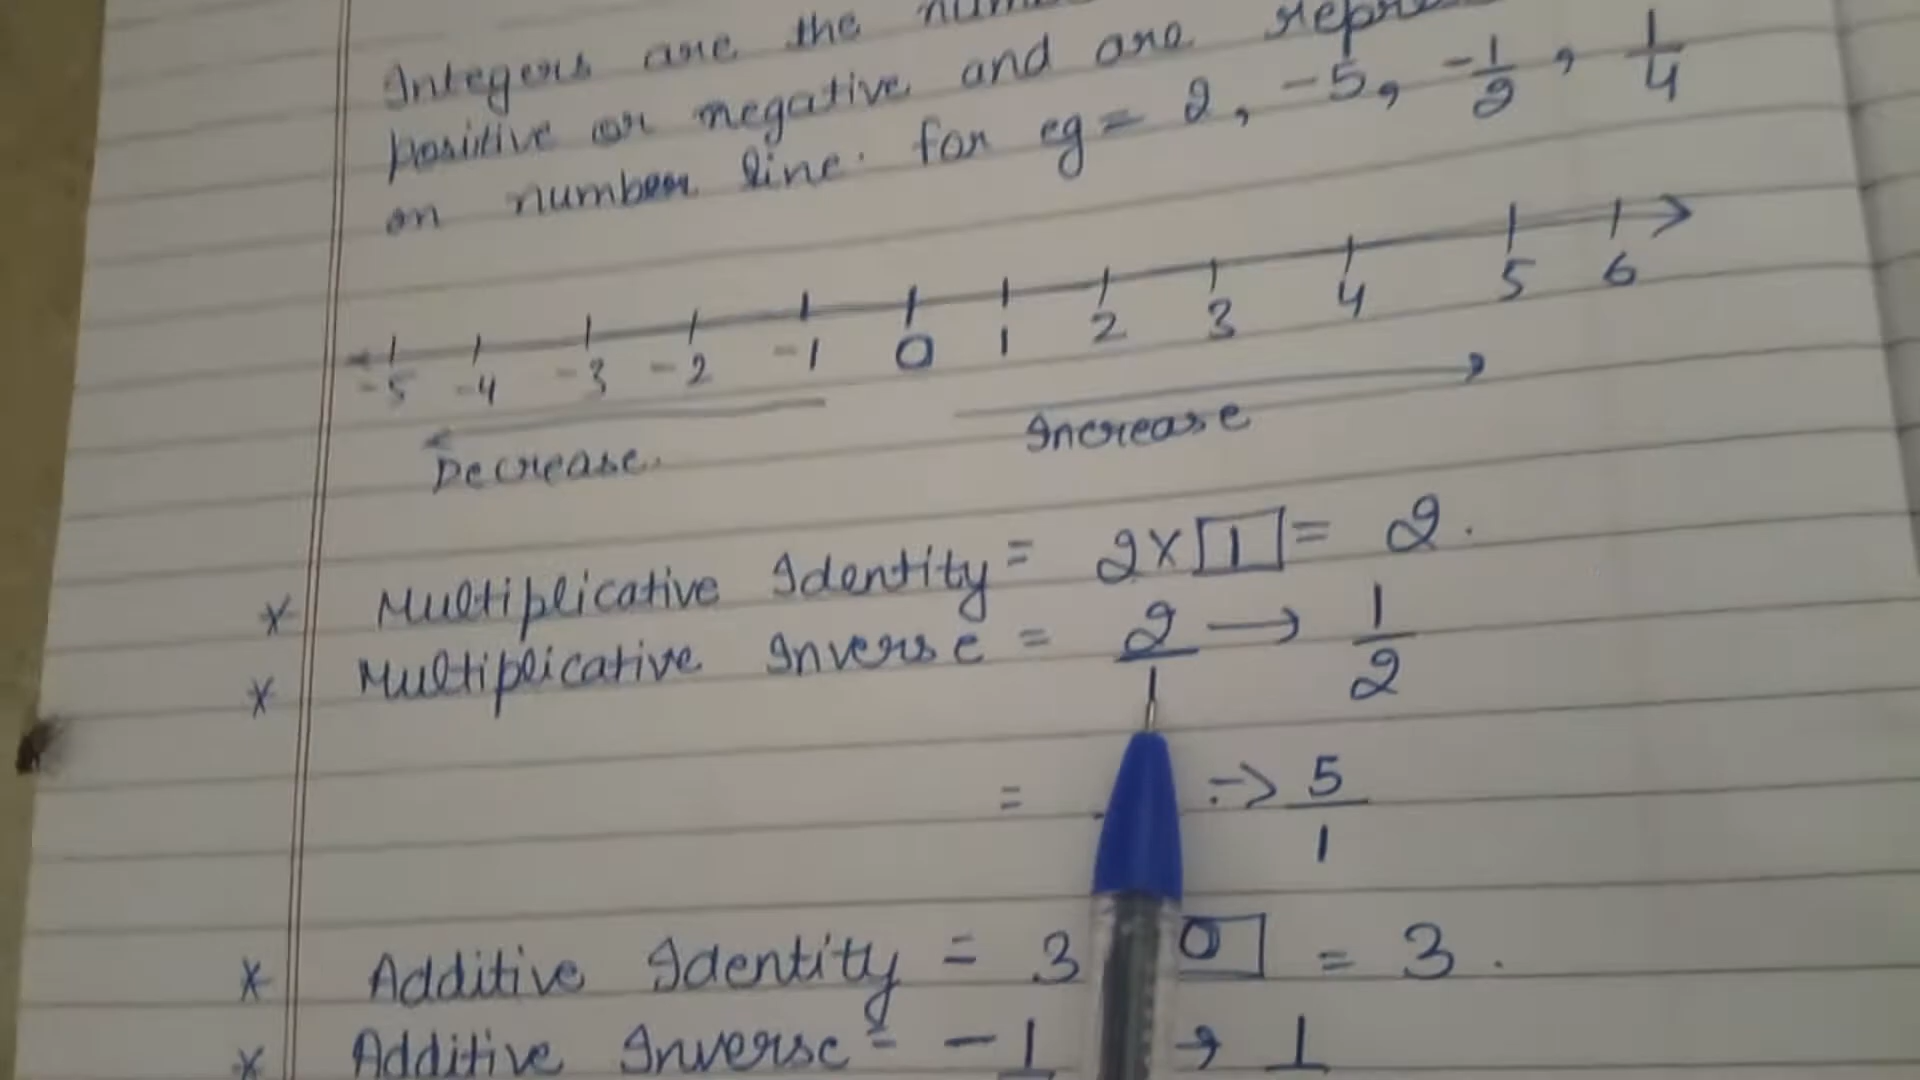 Integers are the
positive or negative and are
on number line. for eg = 2, -5, -1/2, 1/4
-5 -4 -3 -2 -1 0 1 2 3 4 5 6
Decrease. Increase
* Multiplicative Identity = 2 x 1 = 2.
* Multiplicative Inverse = 2/1 → 1/2
= → 5/1
* Additive Identity = 3 0 = 3.
* Additive Inverse = -1 → 1